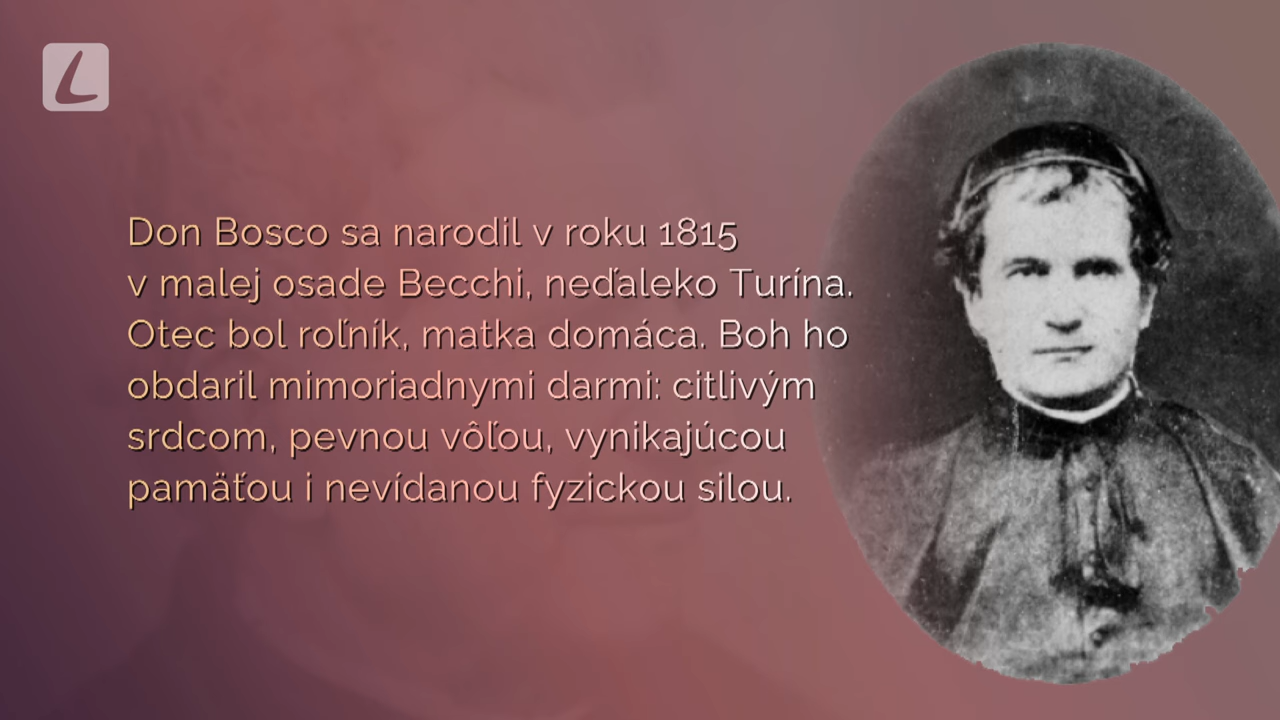 L
Don Bosco sa narodil v roku 1815
v malej osade Becchi, neďaleko Turína.
Otec bol roľník, matka domáca. Boh ho
obdaril mimoriadnymi darmi: citlivým
srdcom, pevnou vôľou, vynikajúcou
pamäťou i nevídanou fyzickou silou.